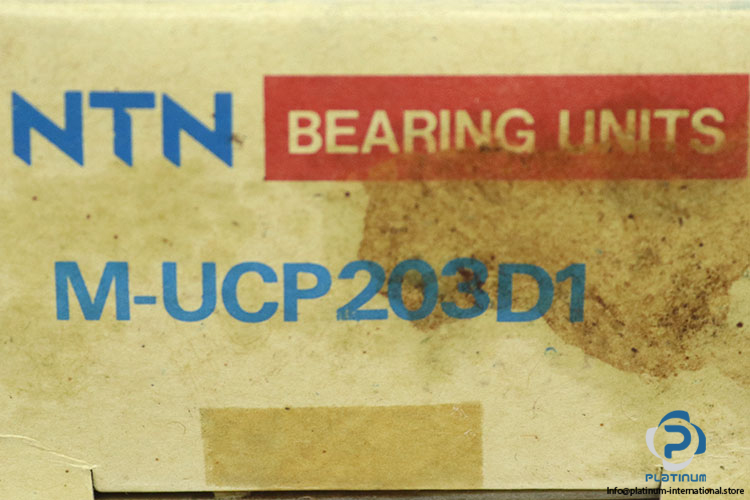 NTN BEARING UNITS
M-UCP203D1
PLATINUM
Info@platinum-international.store